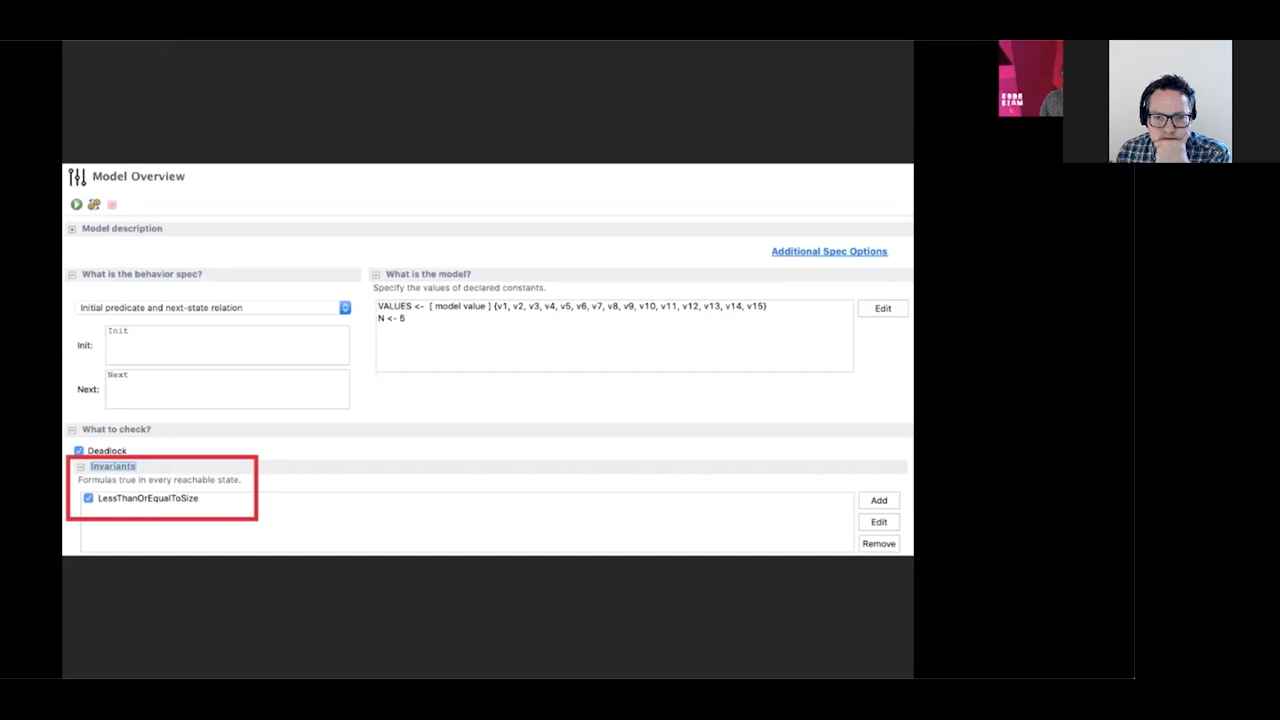 CODE
BEAM
Model Overview
Model description
Additional Spec Options
What is the behavior spec?
What is the model?
Specify the values of declared constants.
Initial predicate and next-state relation
VALUES <- [ model value ] {v1, v2, v3, v4, v5, v6, v7, v8, v9, v10, v11, v12, v13, v14, v15}
N <- 5
Edit
Init:
Init
Next:
Next
What to check?
Deadlock
Invariants
Formulas true in every reachable state.
LessThanOrEqualToSize
Add
Edit
Remove